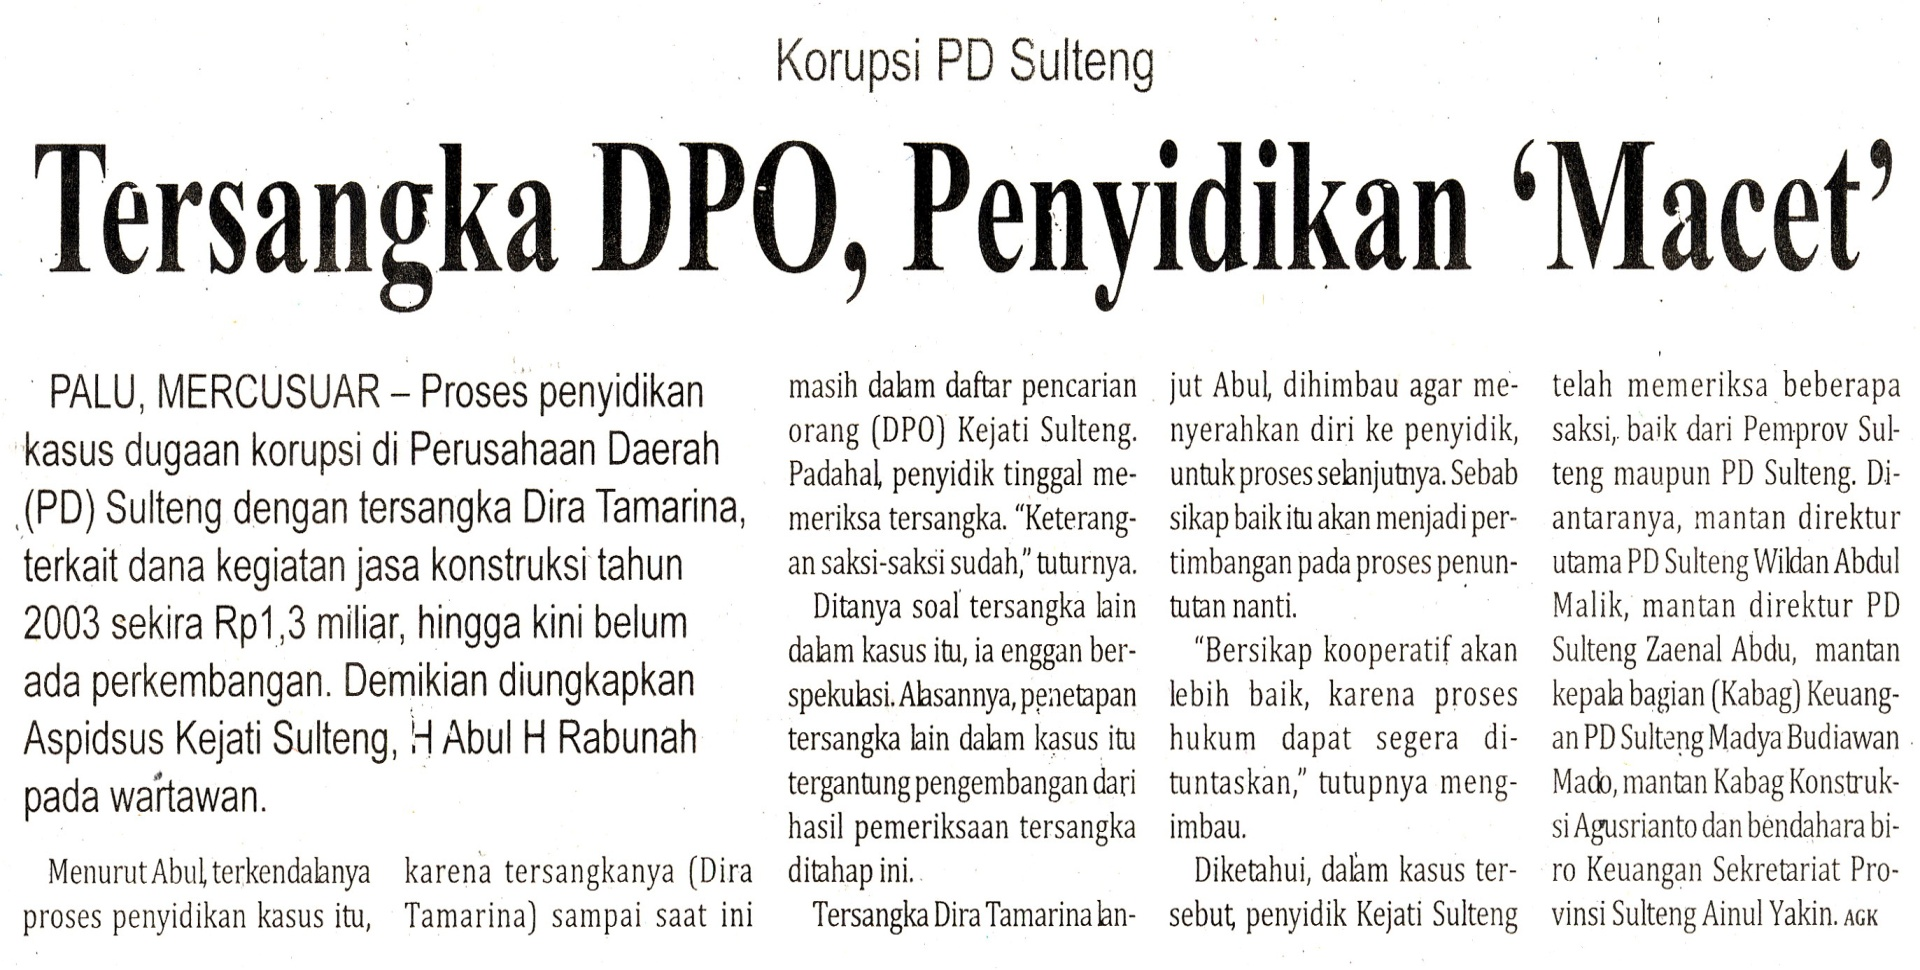 Korupsi PD Sulteng
Tersangka DPO, Penyidikan ‘Macet’
PALU, MERCUSUAR – Proses penyidikan
kasus dugaan korupsi di Perusahaan Daerah
(PD) Sulteng dengan tersangka Dira Tamarina,
terkait dana kegiatan jasa konstruksi tahun
2003 sekira Rp1,3 miliar, hingga kini belum
ada perkembangan. Demikian diungkapkan
Aspidsus Kejati Sulteng, H Abul H Rabunah
pada wartawan.
Menurut Abul, terkendalanya
proses penyidikan kasus itu,
karena tersangkanya (Dira
Tamarina) sampai saat ini
masih dalam daftar pencarian
orang (DPO) Kejati Sulteng.
Padahal, penyidik tinggal me-
meriksa tersangka. “Keterang-
an saksi-saksi sudah,” tuturnya.
Ditanya soal tersangka lain
dalam kasus itu, ia enggan ber-
spekulasi. Alasannya, penetapan
tersangka lain dalam kasus itu
tergantung pengembangan dari
hasil pemeriksaan tersangka
ditahap ini.
Tersangka Dira Tamarina lan-
jut Abul, dihimbau agar me-
nyerahkan diri ke penyidik,
untuk proses selanjutnya. Sebab
sikap baik itu akan menjadi per-
timbangan pada proses penun-
tutan nanti.
“Bersikap kooperatif akan
lebih baik, karena proses
hukum dapat segera di-
tuntaskan,” tutupnya meng-
imbau.
Diketahui, dalam kasus ter-
sebut, penyidik Kejati Sulteng
telah memeriksa beberapa
saksi, baik dari Pemprov Sul-
teng maupun PD Sulteng. Di-
antaranya, mantan direktur
utama PD Sulteng Wildan Abdul
Malik, mantan direktur PD
Sulteng Zaenal Abdu, mantan
kepala bagian (Kabag) Keuang-
an PD Sulteng Madya Budiawan
Mado, mantan Kabag Konstruk-
si Agusrianto dan bendahara bi-
ro Keuangan Sekretariat Pro-
vinsi Sulteng Ainul Yakin. AGK